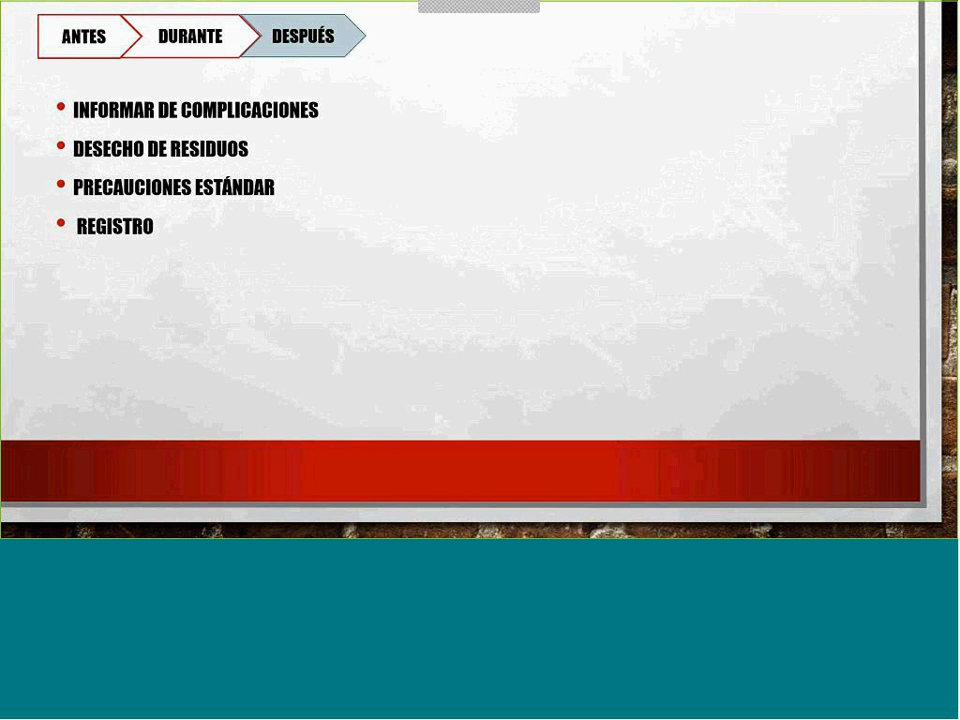 ANTES DURANTE DESPUÉS
• INFORMAR DE COMPLICACIONES
• DESECHO DE RESIDUOS
• PRECAUCIONES ESTÁNDAR
• REGISTRO